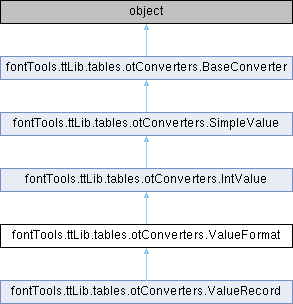 object
fontTools.ttLib.tables.otConverters.BaseConverter
fontTools.ttLib.tables.otConverters.SimpleValue
fontTools.ttLib.tables.otConverters.IntValue
fontTools.ttLib.tables.otConverters.ValueFormat
fontTools.ttLib.tables.otConverters.ValueRecord